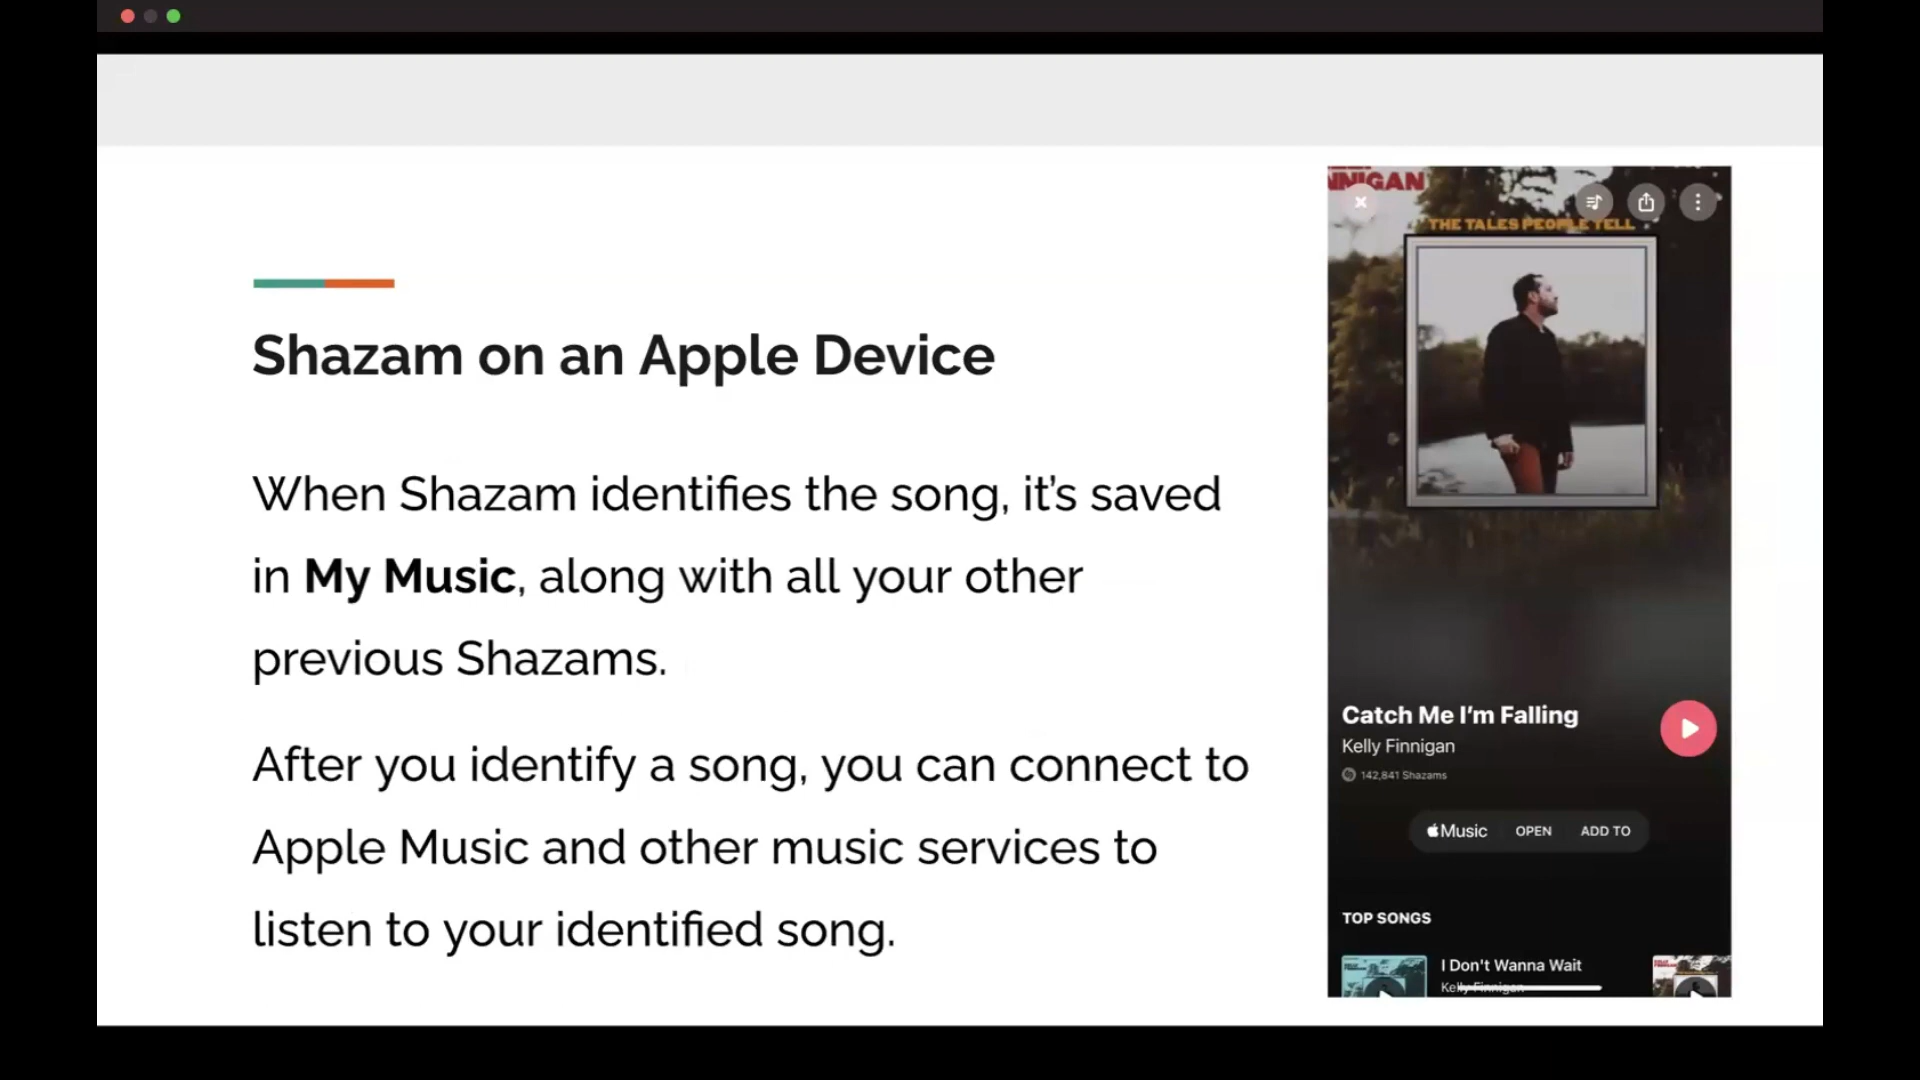 Shazam on an Apple Device
When Shazam identifies the song, it's saved
in My Music, along with all your other
previous Shazams.
After you identify a song, you can connect to
Apple Music and other music services to
listen to your identified song.
THE TALES PEOPLE TELL
Catch Me I'm Falling
Kelly Finnigan
142,841 Shazams
Music OPEN ADD TO
TOP SONGS
I Don't Wanna Wait
Kelly Finnigan